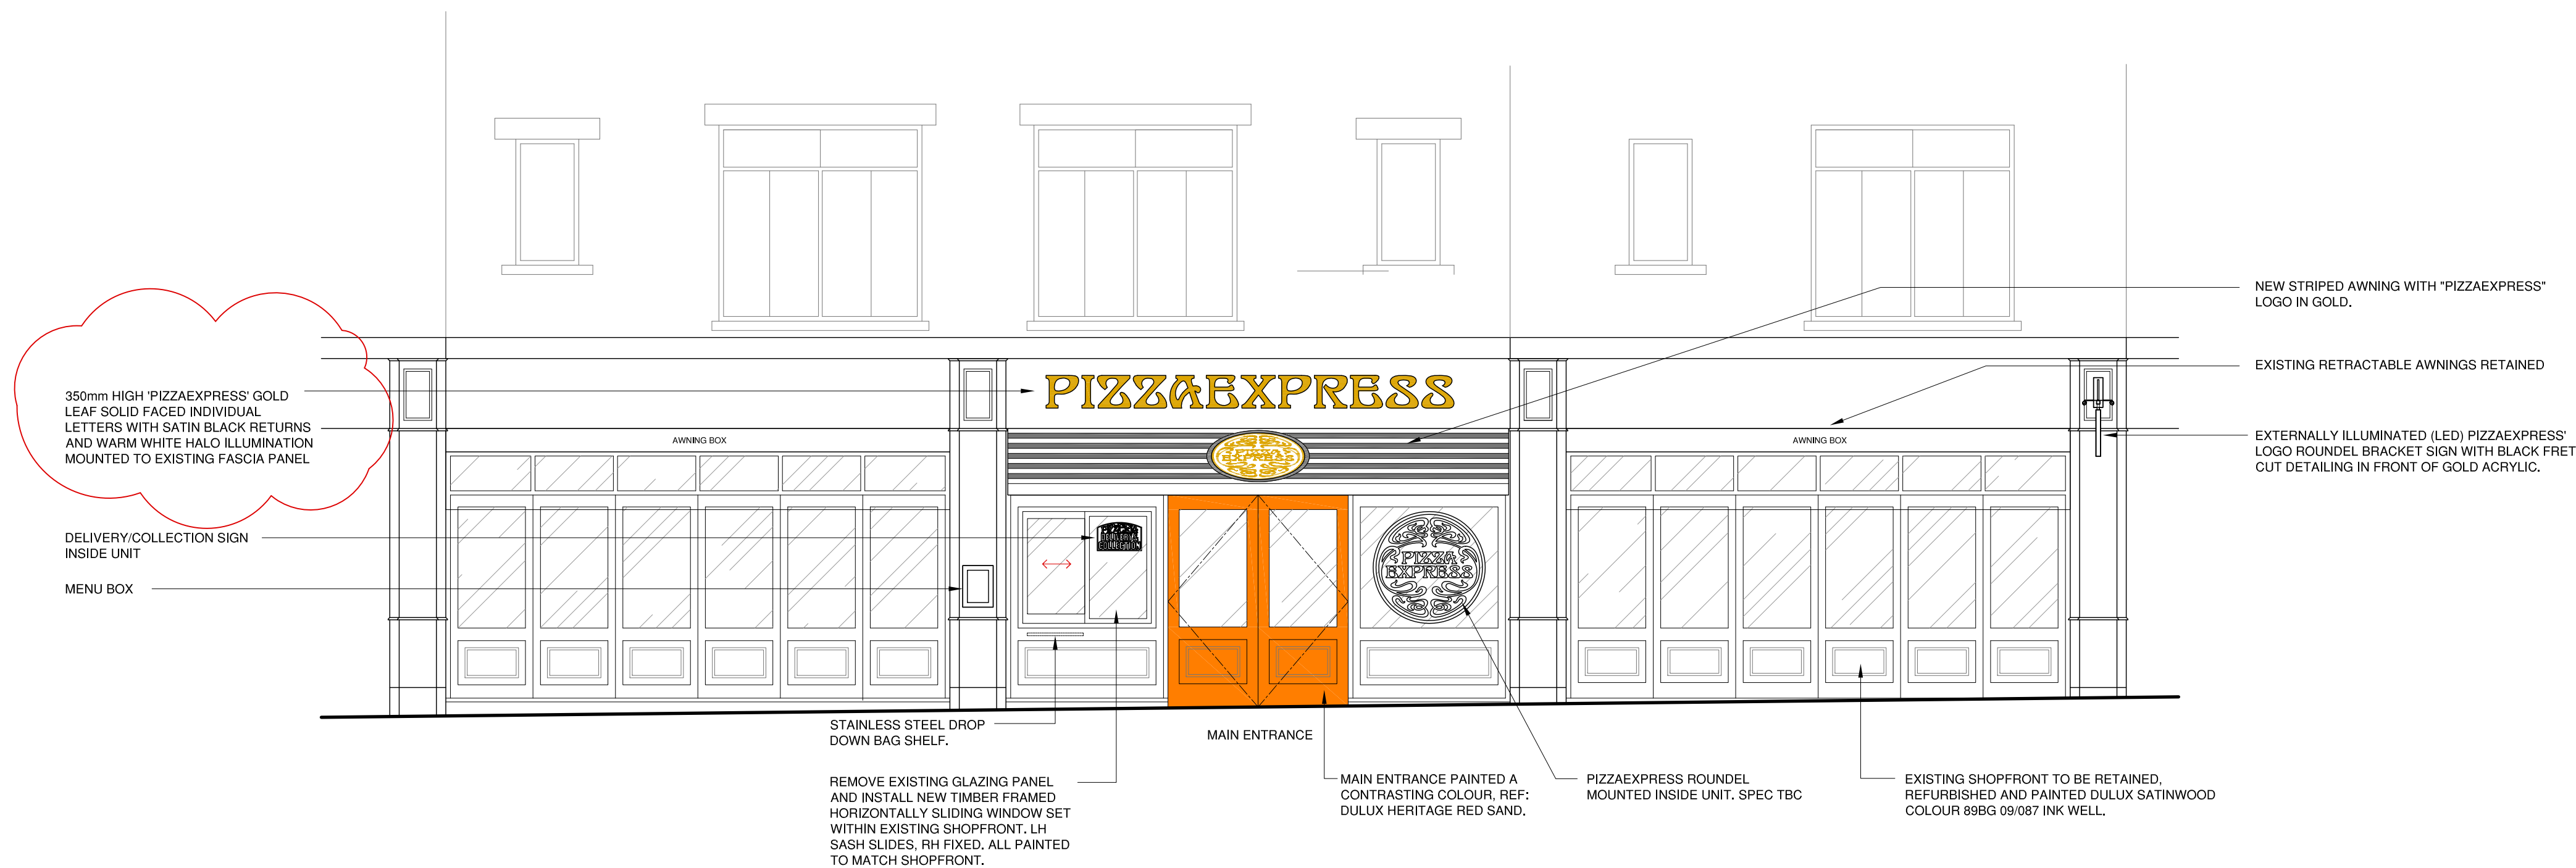 NEW STRIPED AWNING WITH "PIZZAEXPRESS"
LOGO IN GOLD.
EXISTING RETRACTABLE AWNINGS RETAINED
350mm HIGH 'PIZZAEXPRESS' GOLD
LEAF SOLID FACED INDIVIDUAL
LETTERS WITH SATIN BLACK RETURNS
AND WARM WHITE HALO ILLUMINATION
MOUNTED TO EXISTING FASCIA PANEL
PIZZAEXPRESS
AWNING BOX
PIZZA
EXPRESS
AWNING BOX
EXTERNALLY ILLUMINATED (LED) PIZZAEXPRESS'
LOGO ROUNDEL BRACKET SIGN WITH BLACK FRET
CUT DETAILING IN FRONT OF GOLD ACRYLIC.
DELIVERY/COLLECTION SIGN
INSIDE UNIT
PIZZA
DELIVERY &
COLLECTION
PIZZA
EXPRESS
MENU BOX
STAINLESS STEEL DROP
DOWN BAG SHELF.
MAIN ENTRANCE
REMOVE EXISTING GLAZING PANEL
AND INSTALL NEW TIMBER FRAMED
HORIZONTALLY SLIDING WINDOW SET
WITHIN EXISTING SHOPFRONT. LH
SASH SLIDES, RH FIXED. ALL PAINTED
TO MATCH SHOPFRONT.
MAIN ENTRANCE PAINTED A
CONTRASTING COLOUR, REF:
DULUX HERITAGE RED SAND.
PIZZAEXPRESS ROUNDEL
MOUNTED INSIDE UNIT. SPEC TBC
EXISTING SHOPFRONT TO BE RETAINED,
REFURBISHED AND PAINTED DULUX SATINWOOD
COLOUR 89BG 09/087 INK WELL.